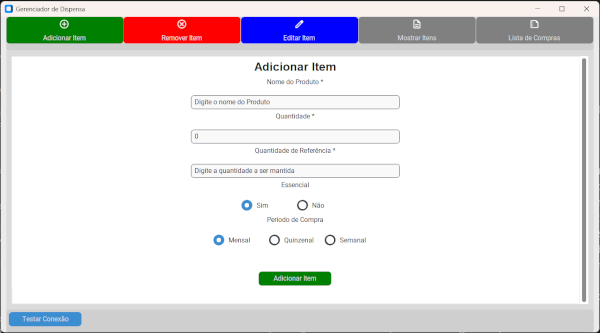 Gerenciador de Dispensa
Adicionar Item
Remover Item
Editar Item
Mostrar Itens
Lista de Compras
Adicionar Item
Nome do Produto *
Digite o nome do Produto
Quantidade *
0
Quantidade de Referência *
Digite a quantidade a ser mantida
Essencial
Sim Não
Período de Compra
Mensal Quinzenal Semanal
Adicionar Item
Testar Conexão